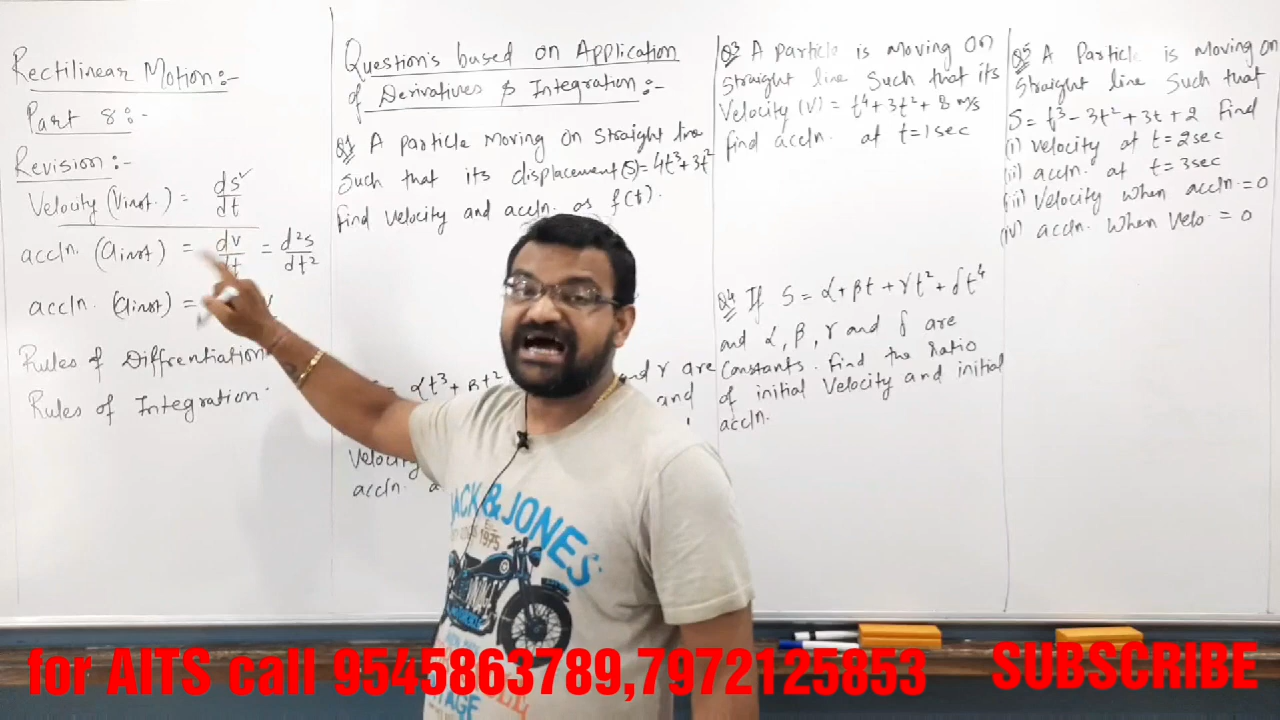 Rectilinear Motion:-
Part 8:-
Revision:-
Velocity (Vinst.) = ds/dt
accln. (ainst) = dv/dt = d²s/dt²
accln. (ainst) =
Rules of Diffrentiation
Rules of Integration
Question's based on Application
of Derivatives & Integration:-
Q1 A particle Moving on Straight line
Such that its displacement(S)=4t³+3t²
find velocity and accln. as f(t).
αt³+βt²
and r are
and
Velocity
accln.
Q3 A particle is moving on
Straight line Such that its
Velocity (V) = t⁴+3t²+8 m/s
find accln. at t=1sec
Q4 If S = α+βt+γt²+δt⁴
and α, β, γ and δ are
Constants. find the ratio
of initial Velocity and initial
accln.
Q5 A Particle is moving on
Straight line Such that
S=t³-3t²+3t+2 find
(i) velocity at t=2sec
(ii) accln. at t=3sec
(iii) Velocity when accln=0
(iv) accln. when velo = 0
JACK & JONES
1975
for AITS call 9545863789,7972125853
SUBSCRIBE